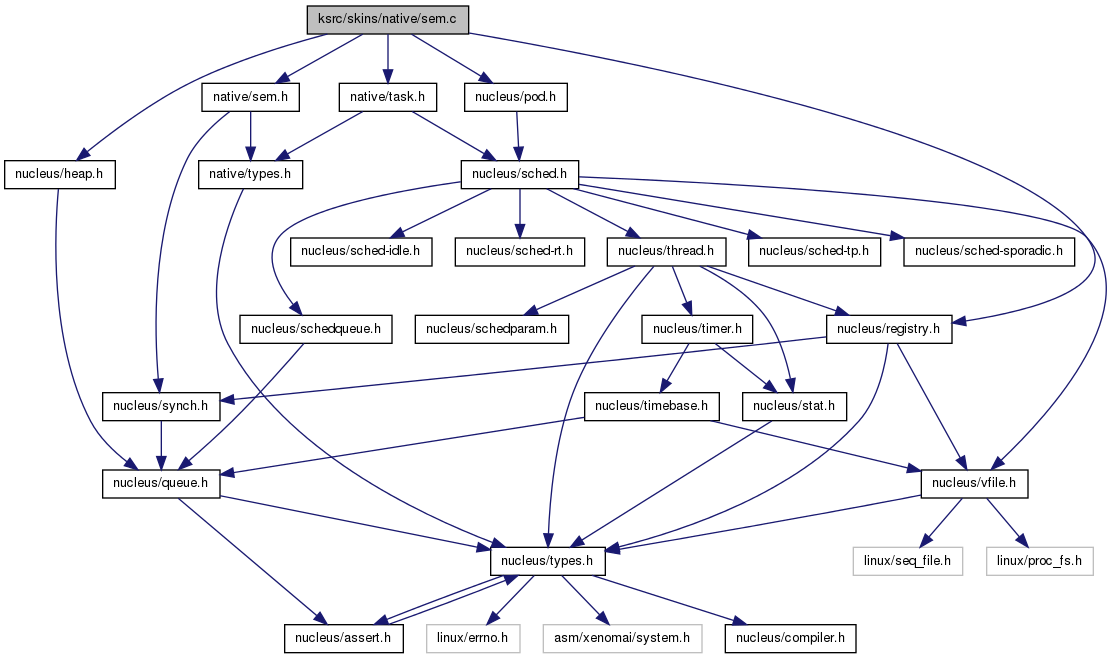 ksrc/skins/native/sem.c
native/sem.h
native/task.h
nucleus/pod.h
nucleus/heap.h
native/types.h
nucleus/sched.h
nucleus/sched-idle.h
nucleus/sched-rt.h
nucleus/thread.h
nucleus/sched-tp.h
nucleus/sched-sporadic.h
nucleus/schedqueue.h
nucleus/schedparam.h
nucleus/timer.h
nucleus/registry.h
nucleus/synch.h
nucleus/timebase.h
nucleus/stat.h
nucleus/queue.h
nucleus/vfile.h
nucleus/types.h
linux/seq_file.h
linux/proc_fs.h
nucleus/assert.h
linux/errno.h
asm/xenomai/system.h
nucleus/compiler.h